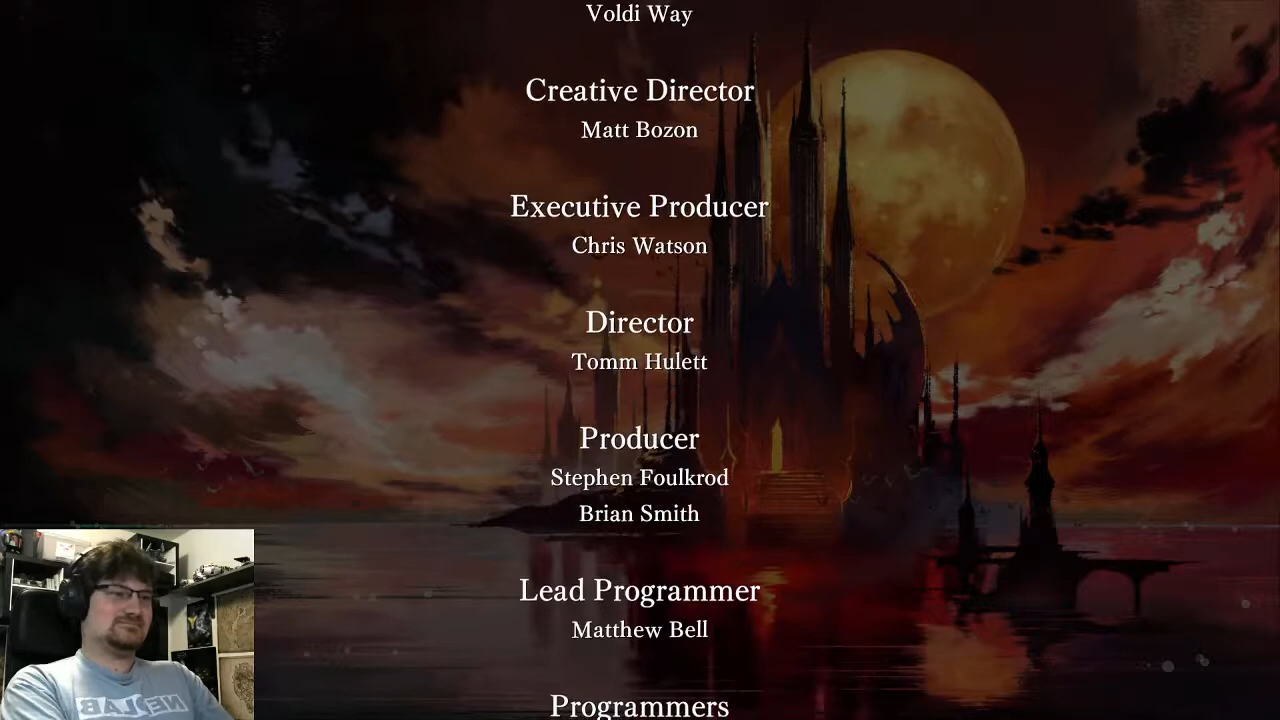 Voldi Way
Creative Director
Matt Bozon
Executive Producer
Chris Watson
Director
Tomm Hulett
Producer
Stephen Foulkrod
Brian Smith
Lead Programmer
Matthew Bell
Programmers